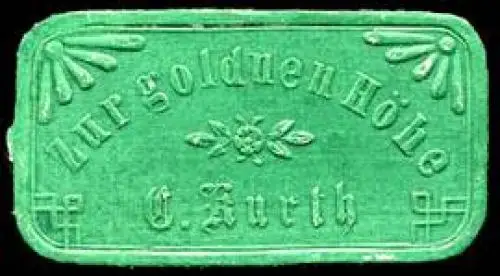 Zur goldnen Höhe
C. Kurth